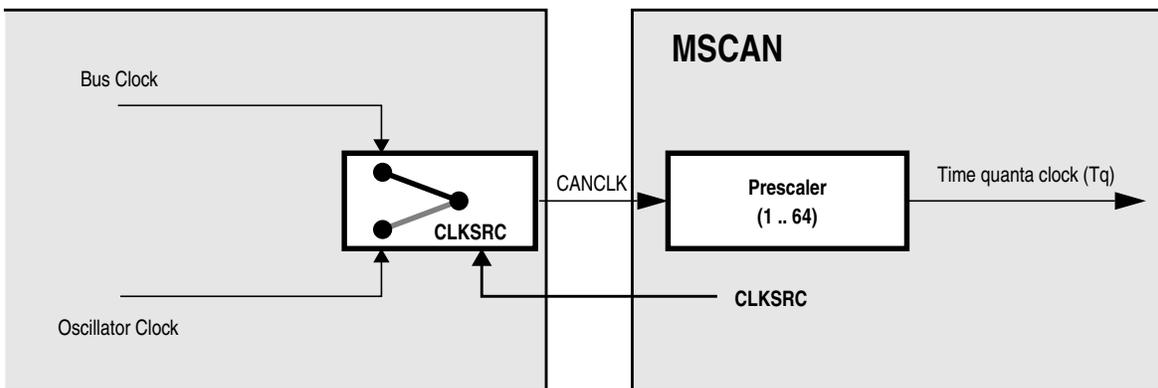 MSCAN
Bus Clock
CANCLK
Prescaler
(1 .. 64)
Time quanta clock (Tq)
CLKSRC
CLKSRC
Oscillator Clock